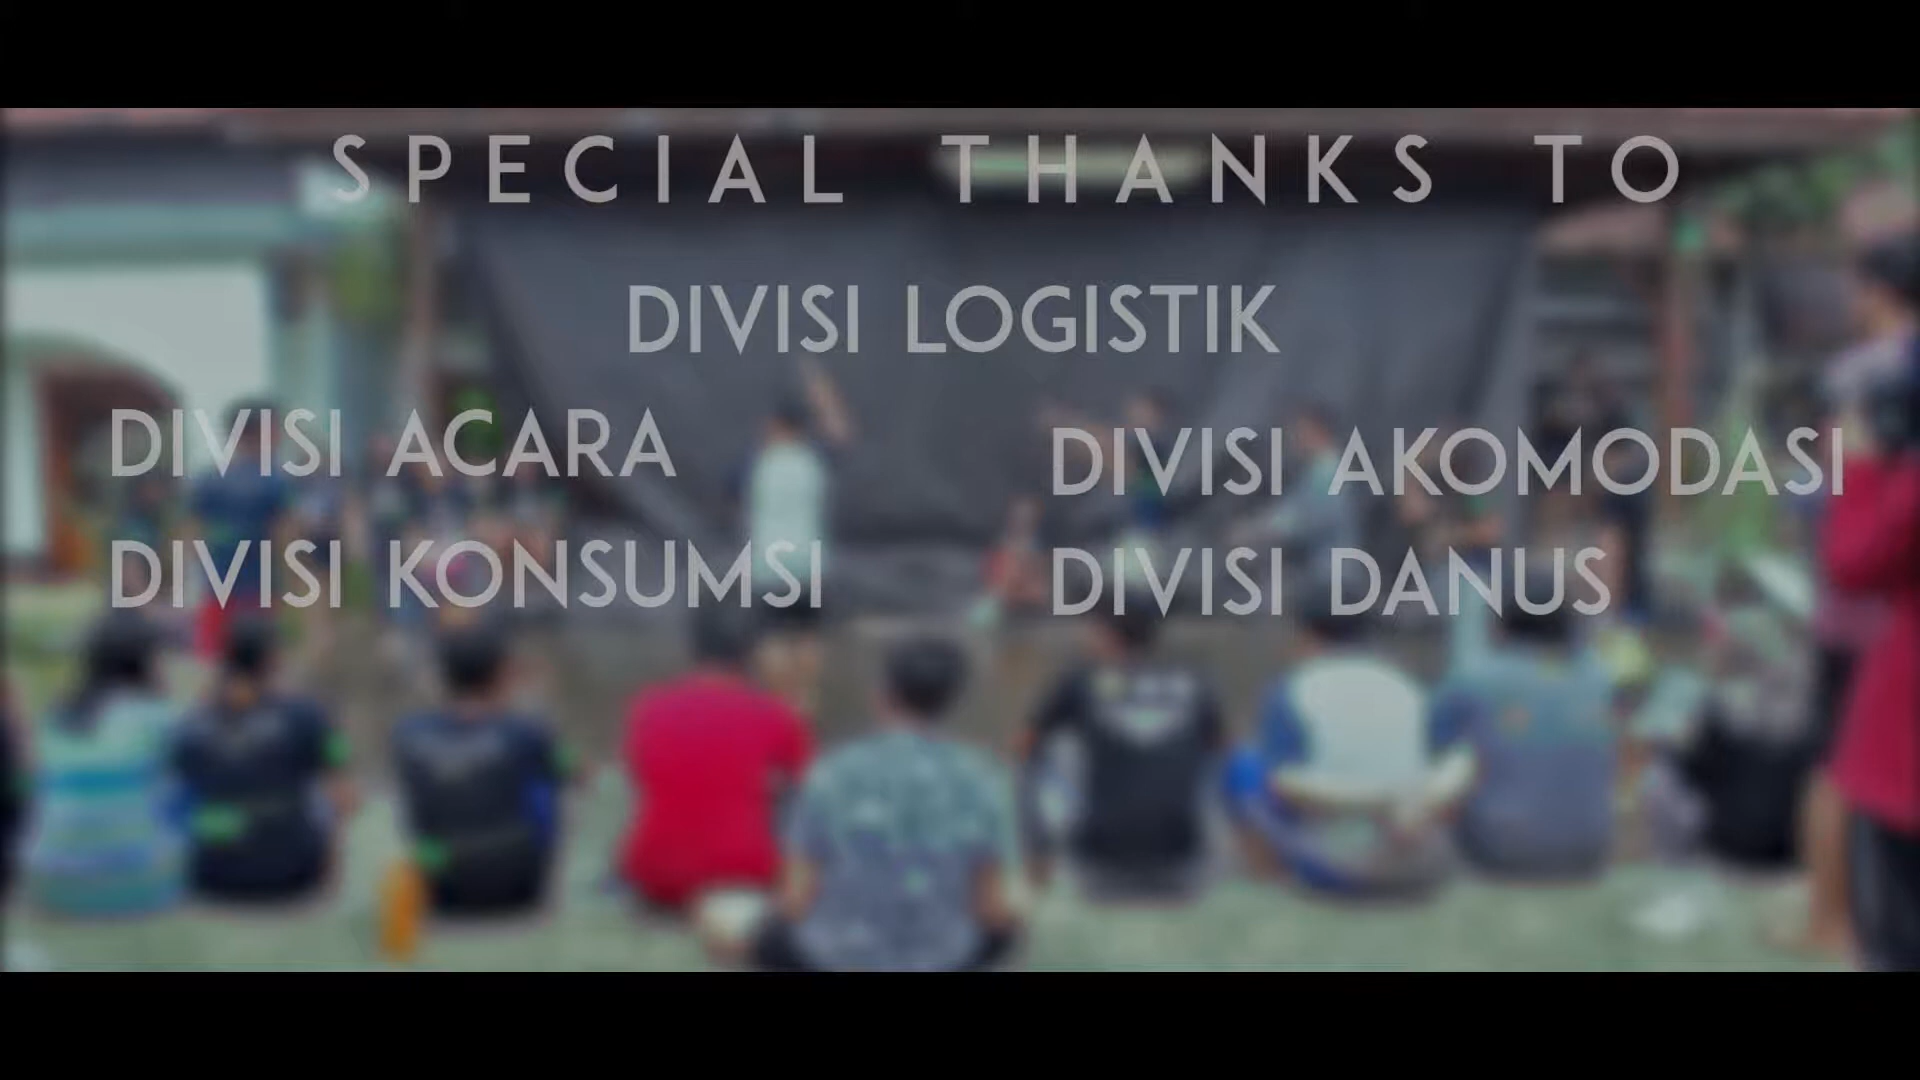 SPECIAL THANKS TO
DIVISI LOGISTIK
DIVISI ACARA
DIVISI KONSUMSI
DIVISI AKOMODASI
DIVISI DANUS